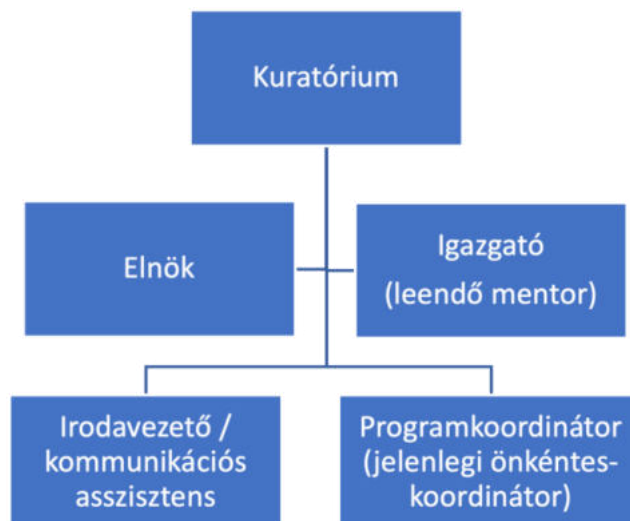 Kuratórium
Elnök
Igazgató
(leendő mentor)
Irodavezető /
kommunikációs
asszisztens
Programkoordinátor
(jelenlegi önkéntes-
koordinátor)